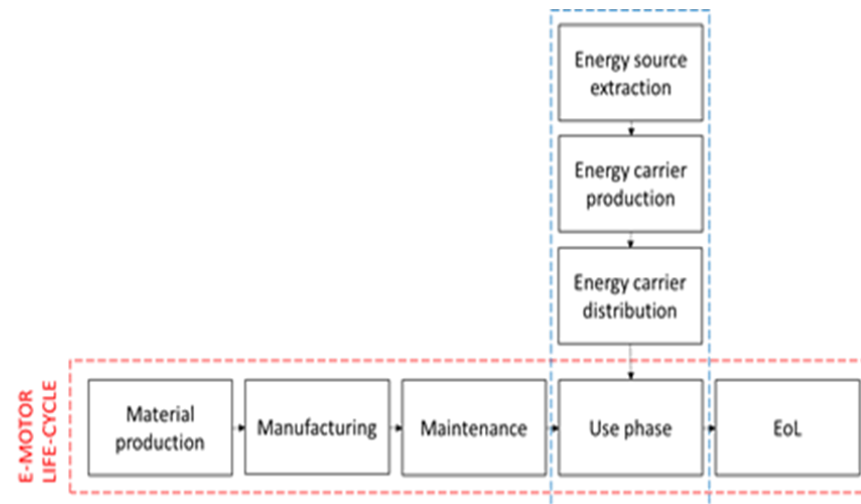 Energy source
extraction
Energy carrier
production
Energy carrier
distribution
E-MOTOR
LIFE-CYCLE
Material
production
Manufacturing
Maintenance
Use phase
EoL